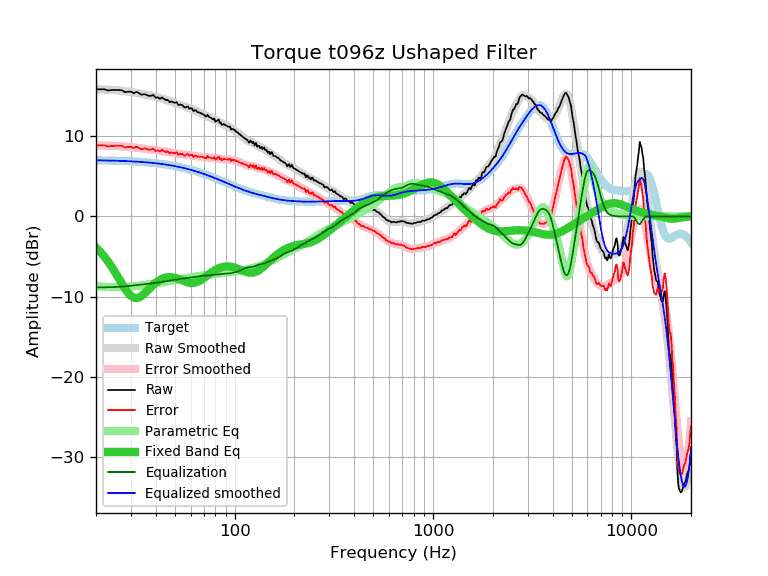 Torque t096z Ushaped Filter
Amplitude (dBr)
10
0
−10
−20
−30
Target
Raw Smoothed
Error Smoothed
Raw
Error
Parametric Eq
Fixed Band Eq
Equalization
Equalized smoothed
100 1000 10000
Frequency (Hz)